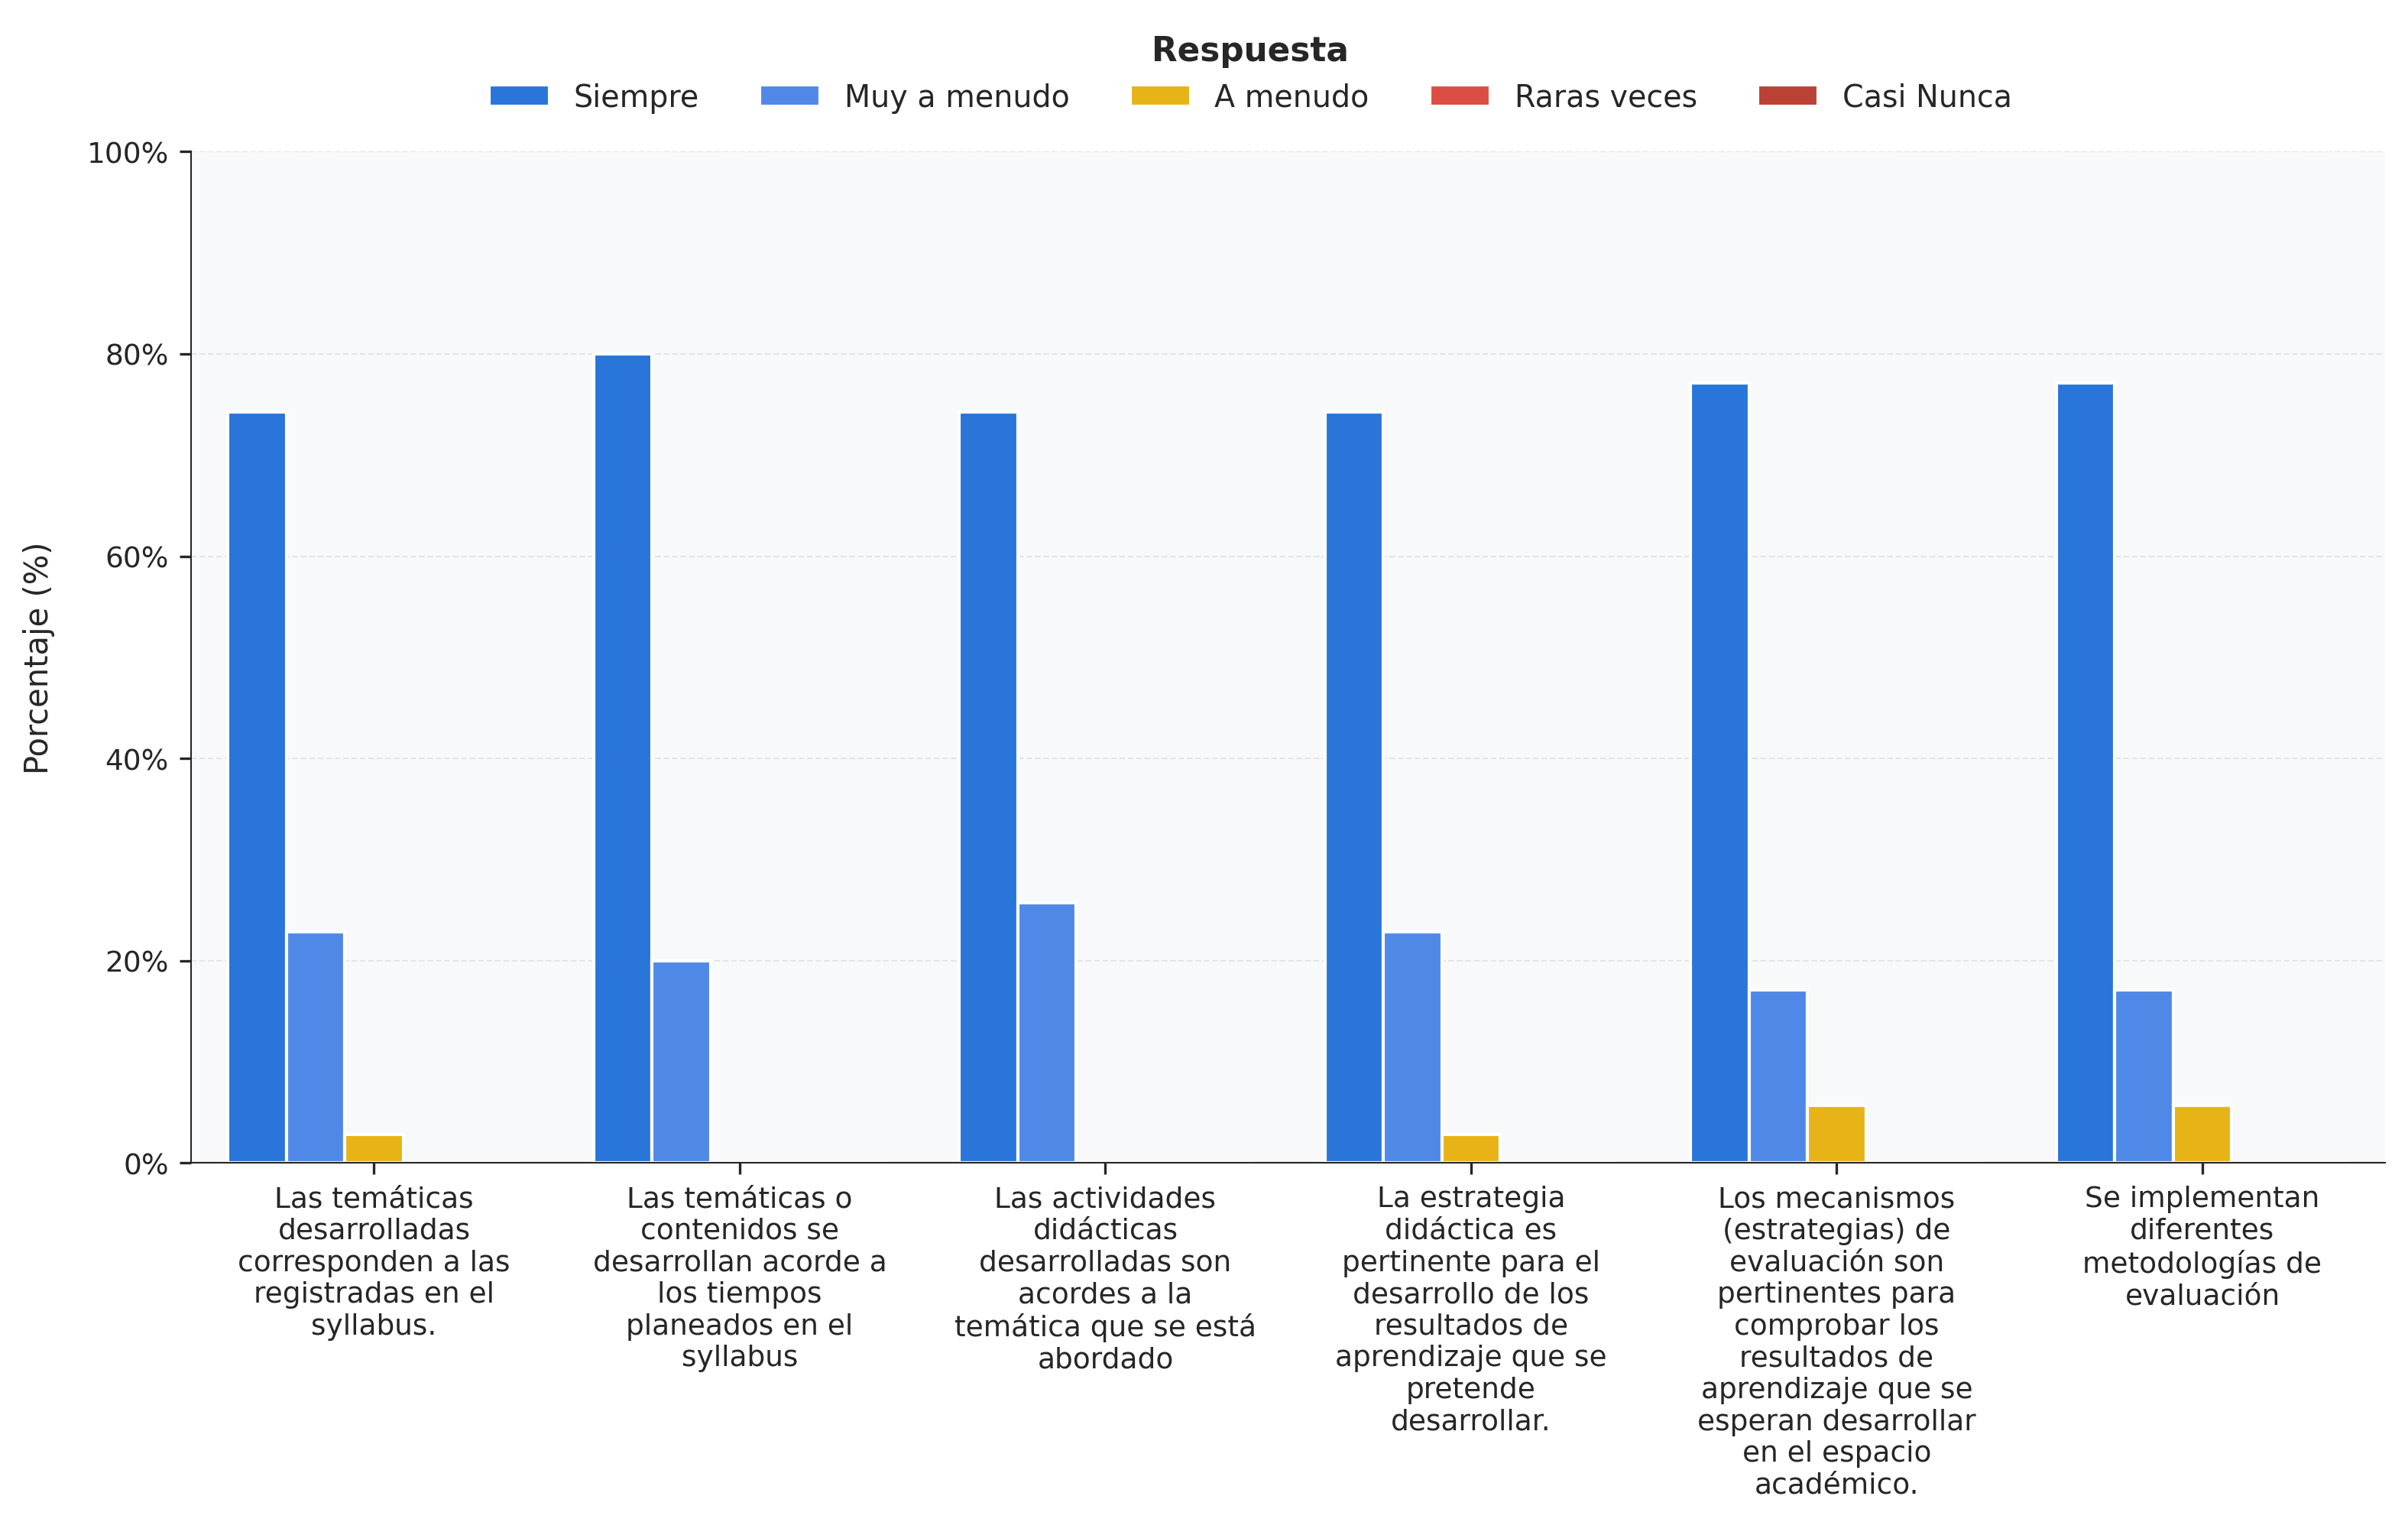 Respuesta
Siempre
Muy a menudo
A menudo
Raras veces
Casi Nunca
Porcentaje (%)
100%
80%
60%
40%
20%
0%
Las temáticas
desarrolladas
corresponden a las
registradas en el
syllabus.
Las temáticas o
contenidos se
desarrollan acorde a
los tiempos
planeados en el
syllabus
Las actividades
didácticas
desarrolladas son
acordes a la
temática que se está
abordado
La estrategia
didáctica es
pertinente para el
desarrollo de los
resultados de
aprendizaje que se
pretende
desarrollar.
Los mecanismos
(estrategias) de
evaluación son
pertinentes para
comprobar los
resultados de
aprendizaje que se
esperan desarrollar
en el espacio
académico.
Se implementan
diferentes
metodologías de
evaluación